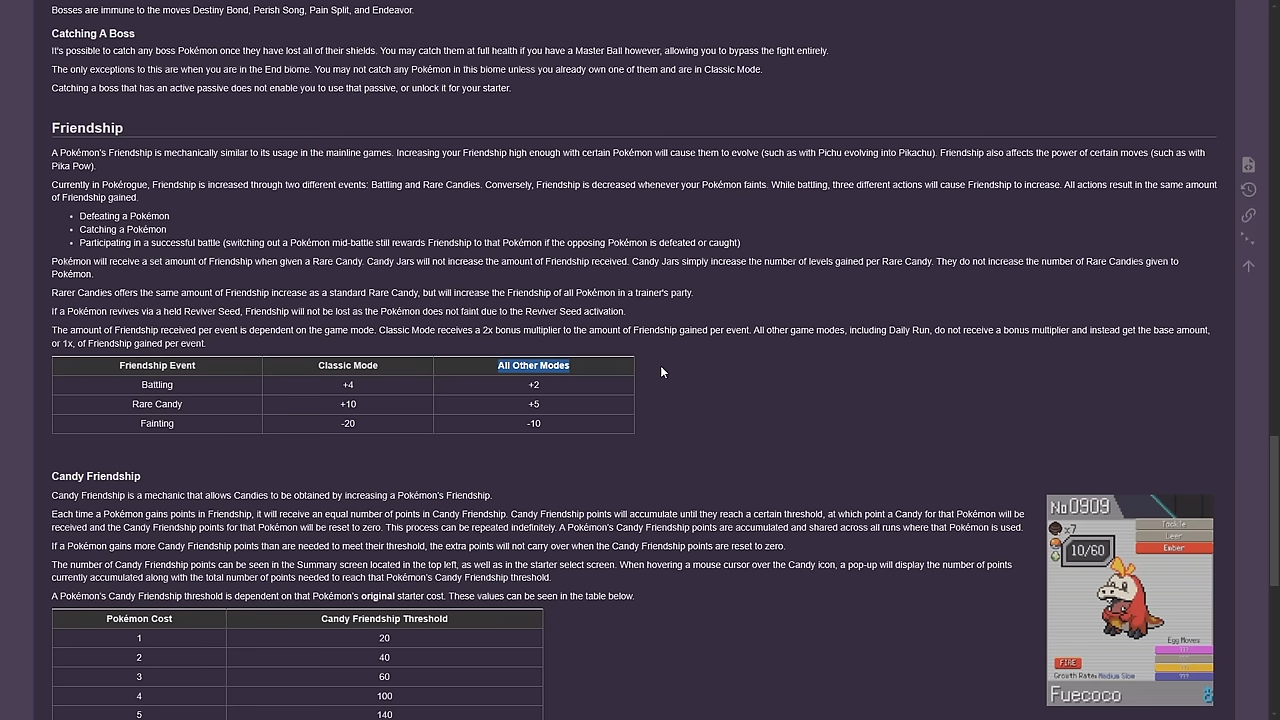 Bosses are immune to the moves Destiny Bond, Perish Song, Pain Split, and Endeavor.
Catching A Boss
It's possible to catch any boss Pokémon once they have lost all of their shields. You may catch them at full health if you have a Master Ball however, allowing you to bypass the fight entirely.
The only exceptions to this are when you are in the End biome. You may not catch any Pokémon in this biome unless you already own one of them and are in Classic Mode.
Catching a boss that has an active passive does not enable you to use that passive, or unlock it for your starter.
Friendship
A Pokémon's Friendship is mechanically similar to its usage in the mainline games. Increasing your Friendship high enough with certain Pokémon will cause them to evolve (such as with Pichu evolving into Pikachu). Friendship also affects the power of certain moves (such as with
Pika Pow).
Currently in Pokérogue, Friendship is increased through two different events: Battling and Rare Candies. Conversely, Friendship is decreased whenever your Pokémon faints. While battling, three different actions will cause Friendship to increase. All actions result in the same amount
of Friendship gained.
• Defeating a Pokémon
• Catching a Pokémon
• Participating in a successful battle (switching out a Pokémon mid-battle still rewards Friendship to that Pokémon if the opposing Pokémon is defeated or caught)
Pokémon will receive a set amount of Friendship when given a Rare Candy. Candy Jars will not increase the amount of Friendship received. Candy Jars simply increase the number of levels gained per Rare Candy. They do not increase the number of Rare Candies given to
Pokémon.
Rarer Candies offers the same amount of Friendship increase as a standard Rare Candy, but will increase the Friendship of all Pokémon in a trainer's party.
If a Pokémon revives via a held Reviver Seed, Friendship will not be lost as the Pokémon does not faint due to the Reviver Seed activation.
The amount of Friendship received per event is dependent on the game mode. Classic Mode receives a 2x bonus multiplier to the amount of Friendship gained per event. All other game modes, including Daily Run, do not receive a bonus multiplier and instead get the base amount,
or 1x, of Friendship gained per event.
Friendship Event Classic Mode All Other Modes
Battling +4 +2
Rare Candy +10 +5
Fainting -20 -10
Candy Friendship
Candy Friendship is a mechanic that allows Candies to be obtained by increasing a Pokémon's Friendship.
Each time a Pokémon gains points in Friendship, it will receive an equal number of points in Candy Friendship. Candy Friendship points will accumulate until they reach a certain threshold, at which point a Candy for that Pokémon will be
received and the Candy Friendship points for that Pokémon will be reset to zero. This process can be repeated indefinitely. A Pokémon's Candy Friendship points are accumulated and shared across all runs where that Pokémon is used.
If a Pokémon gains more Candy Friendship points than are needed to meet their threshold, the extra points will not carry over when the Candy Friendship points are reset to zero.
The number of Candy Friendship points can be seen in the Summary screen located in the top left, as well as in the starter select screen. When hovering a mouse cursor over the Candy icon, a pop-up will display the number of points
currently accumulated along with the total number of points needed to reach that Pokémon's Candy Friendship threshold.
A Pokémon's Candy Friendship threshold is dependent on that Pokémon's original starter cost. These values can be seen in the table below.
Pokémon Cost Candy Friendship Threshold
1 20
2 40
3 60
4 100
5 140
No0909
x7
10/60
Tackle
Leer
Ember
Egg Moves
???
???
???
FIRE
Growth Rate: Medium Slow
Fuecoco